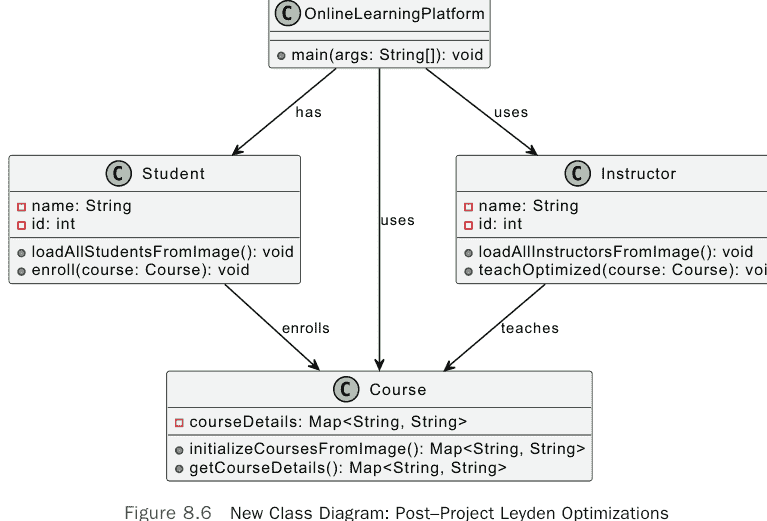 C OnlineLearningPlatform
main(args: String[]): void
has
uses
C Student
name: String
id: int
loadAllStudentsFromImage(): void
enroll(course: Course): void
uses
C Instructor
name: String
id: int
loadAllInstructorsFromImage(): void
teachOptimized(course: Course): voi
enrolls
teaches
C Course
courseDetails: Map<String, String>
initializeCoursesFromImage(): Map<String, String>
getCourseDetails(): Map<String, String>
Figure 8.6 New Class Diagram: Post–Project Leyden Optimizations